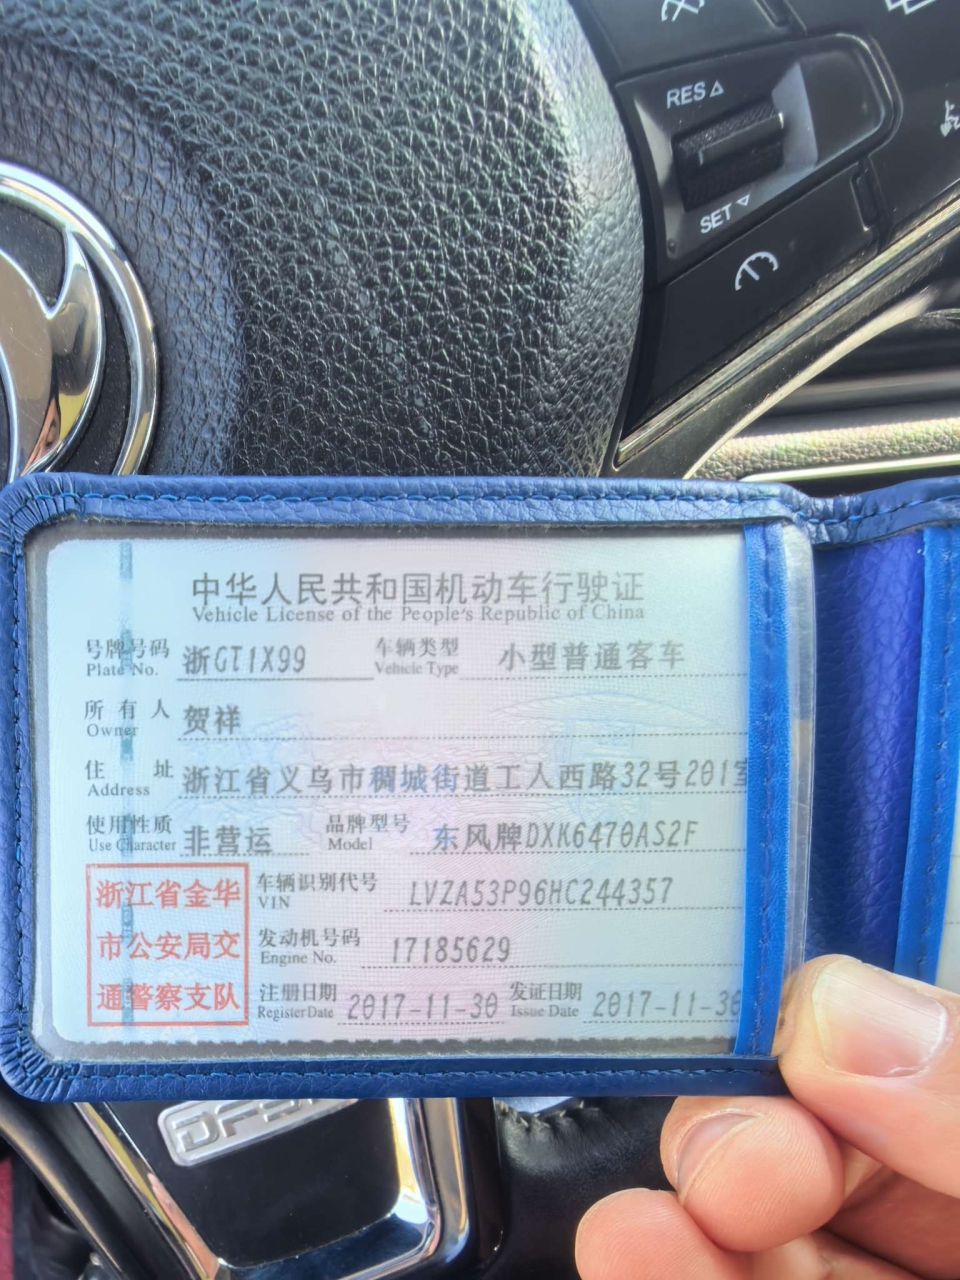 RES
SET
中华人民共和国机动车行驶证
Vehicle License of the People's Republic of China
号牌号码 浙GT1X99 车辆类型 小型普通客车
Plate No. Vehicle Type
所有人 贺祥
Owner
住址 浙江省义乌市稠城街道工人西路32号201室
Address
使用性质 非营运 品牌型号 东风牌DXK6470AS2F
Use Character Model
浙江省金华
市公安局交
通警察支队
车辆识别代号 LVZA53P96HC244357
VIN
发动机号码 17185629
Engine No.
注册日期 2017-11-30 发证日期 2017-11-30
Register Date Issue Date